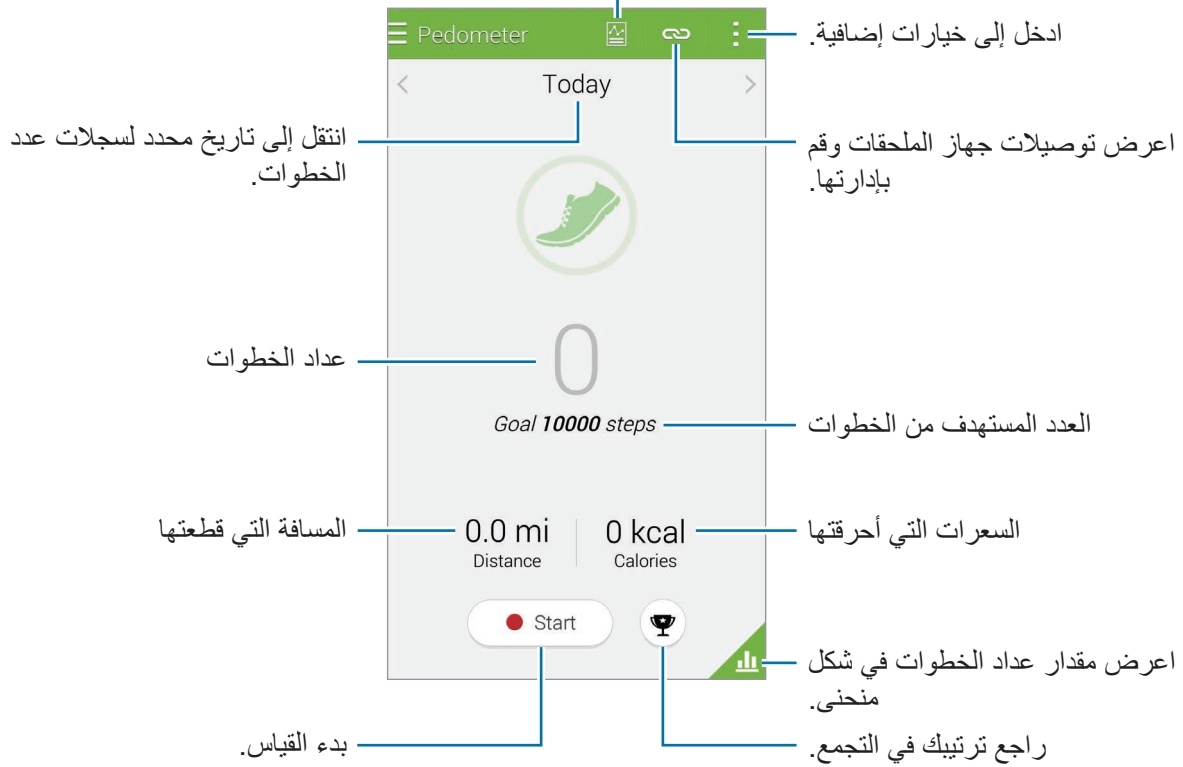 Pedometer
ادخل إلى خيارات إضافية.
Today
انتقل إلى تاريخ محدد لسجلات عدد
الخطوات.
اعرض توصيلات جهاز الملحقات وقم
بإدارتها.
0
عداد الخطوات
Goal 10000 steps
العدد المستهدف من الخطوات
0.0 mi
Distance
0 kcal
Calories
المسافة التي قطعتها
السعرات التي أحرقتها
Start
اعرض مقدار عداد الخطوات في شكل
منحنى.
بدء القياس.
راجع ترتيبك في التجمع.